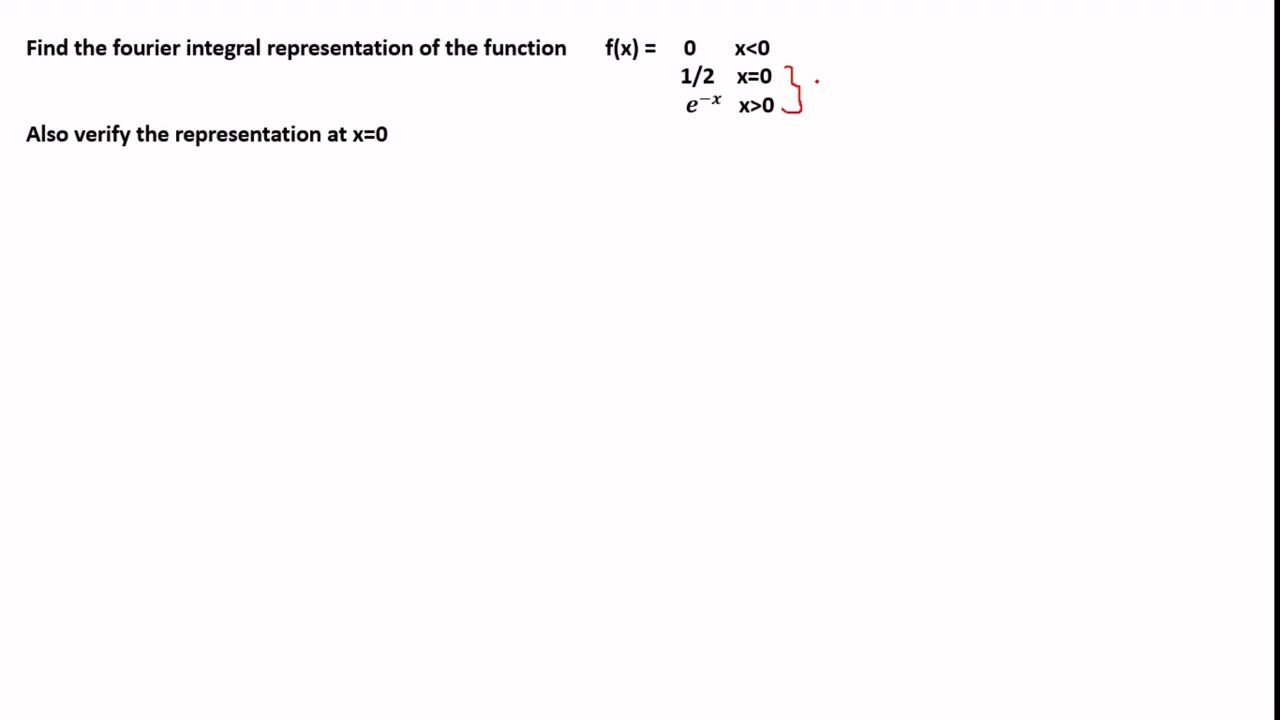 Find the fourier integral representation of the function f(x) = 0 x<0
1/2 x=0
e^{-x} x>0
Also verify the representation at x=0